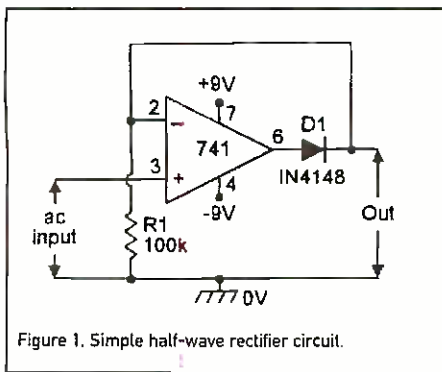 +9V
2
7
6
D1
741
3
4
IN4148
-9V
ac
input
R1
100k
Out
0V
Figure 1. Simple half-wave rectifier circuit.